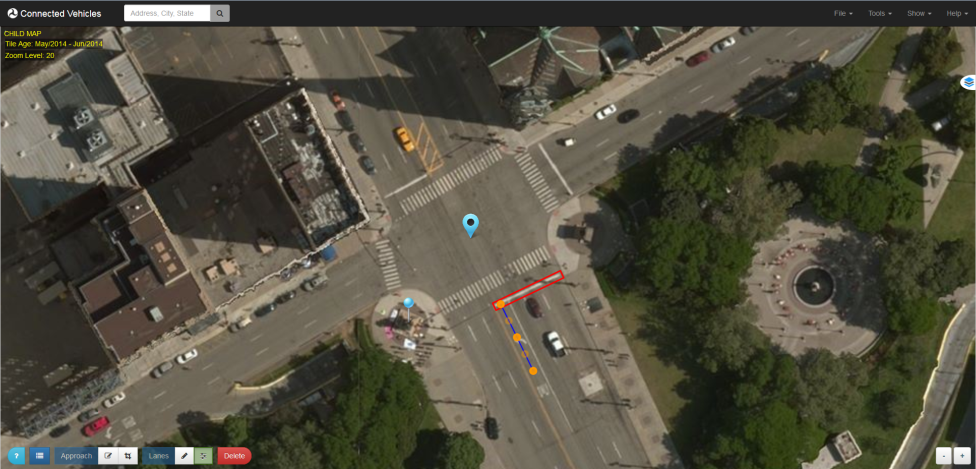 Connected Vehicles
Address, City, State
File
Tools
Show
Help
CHILD MAP
Tile Age: May/2014 - Jun/2014
Zoom Level: 20
?
Approach
Lanes
Delete
-
+